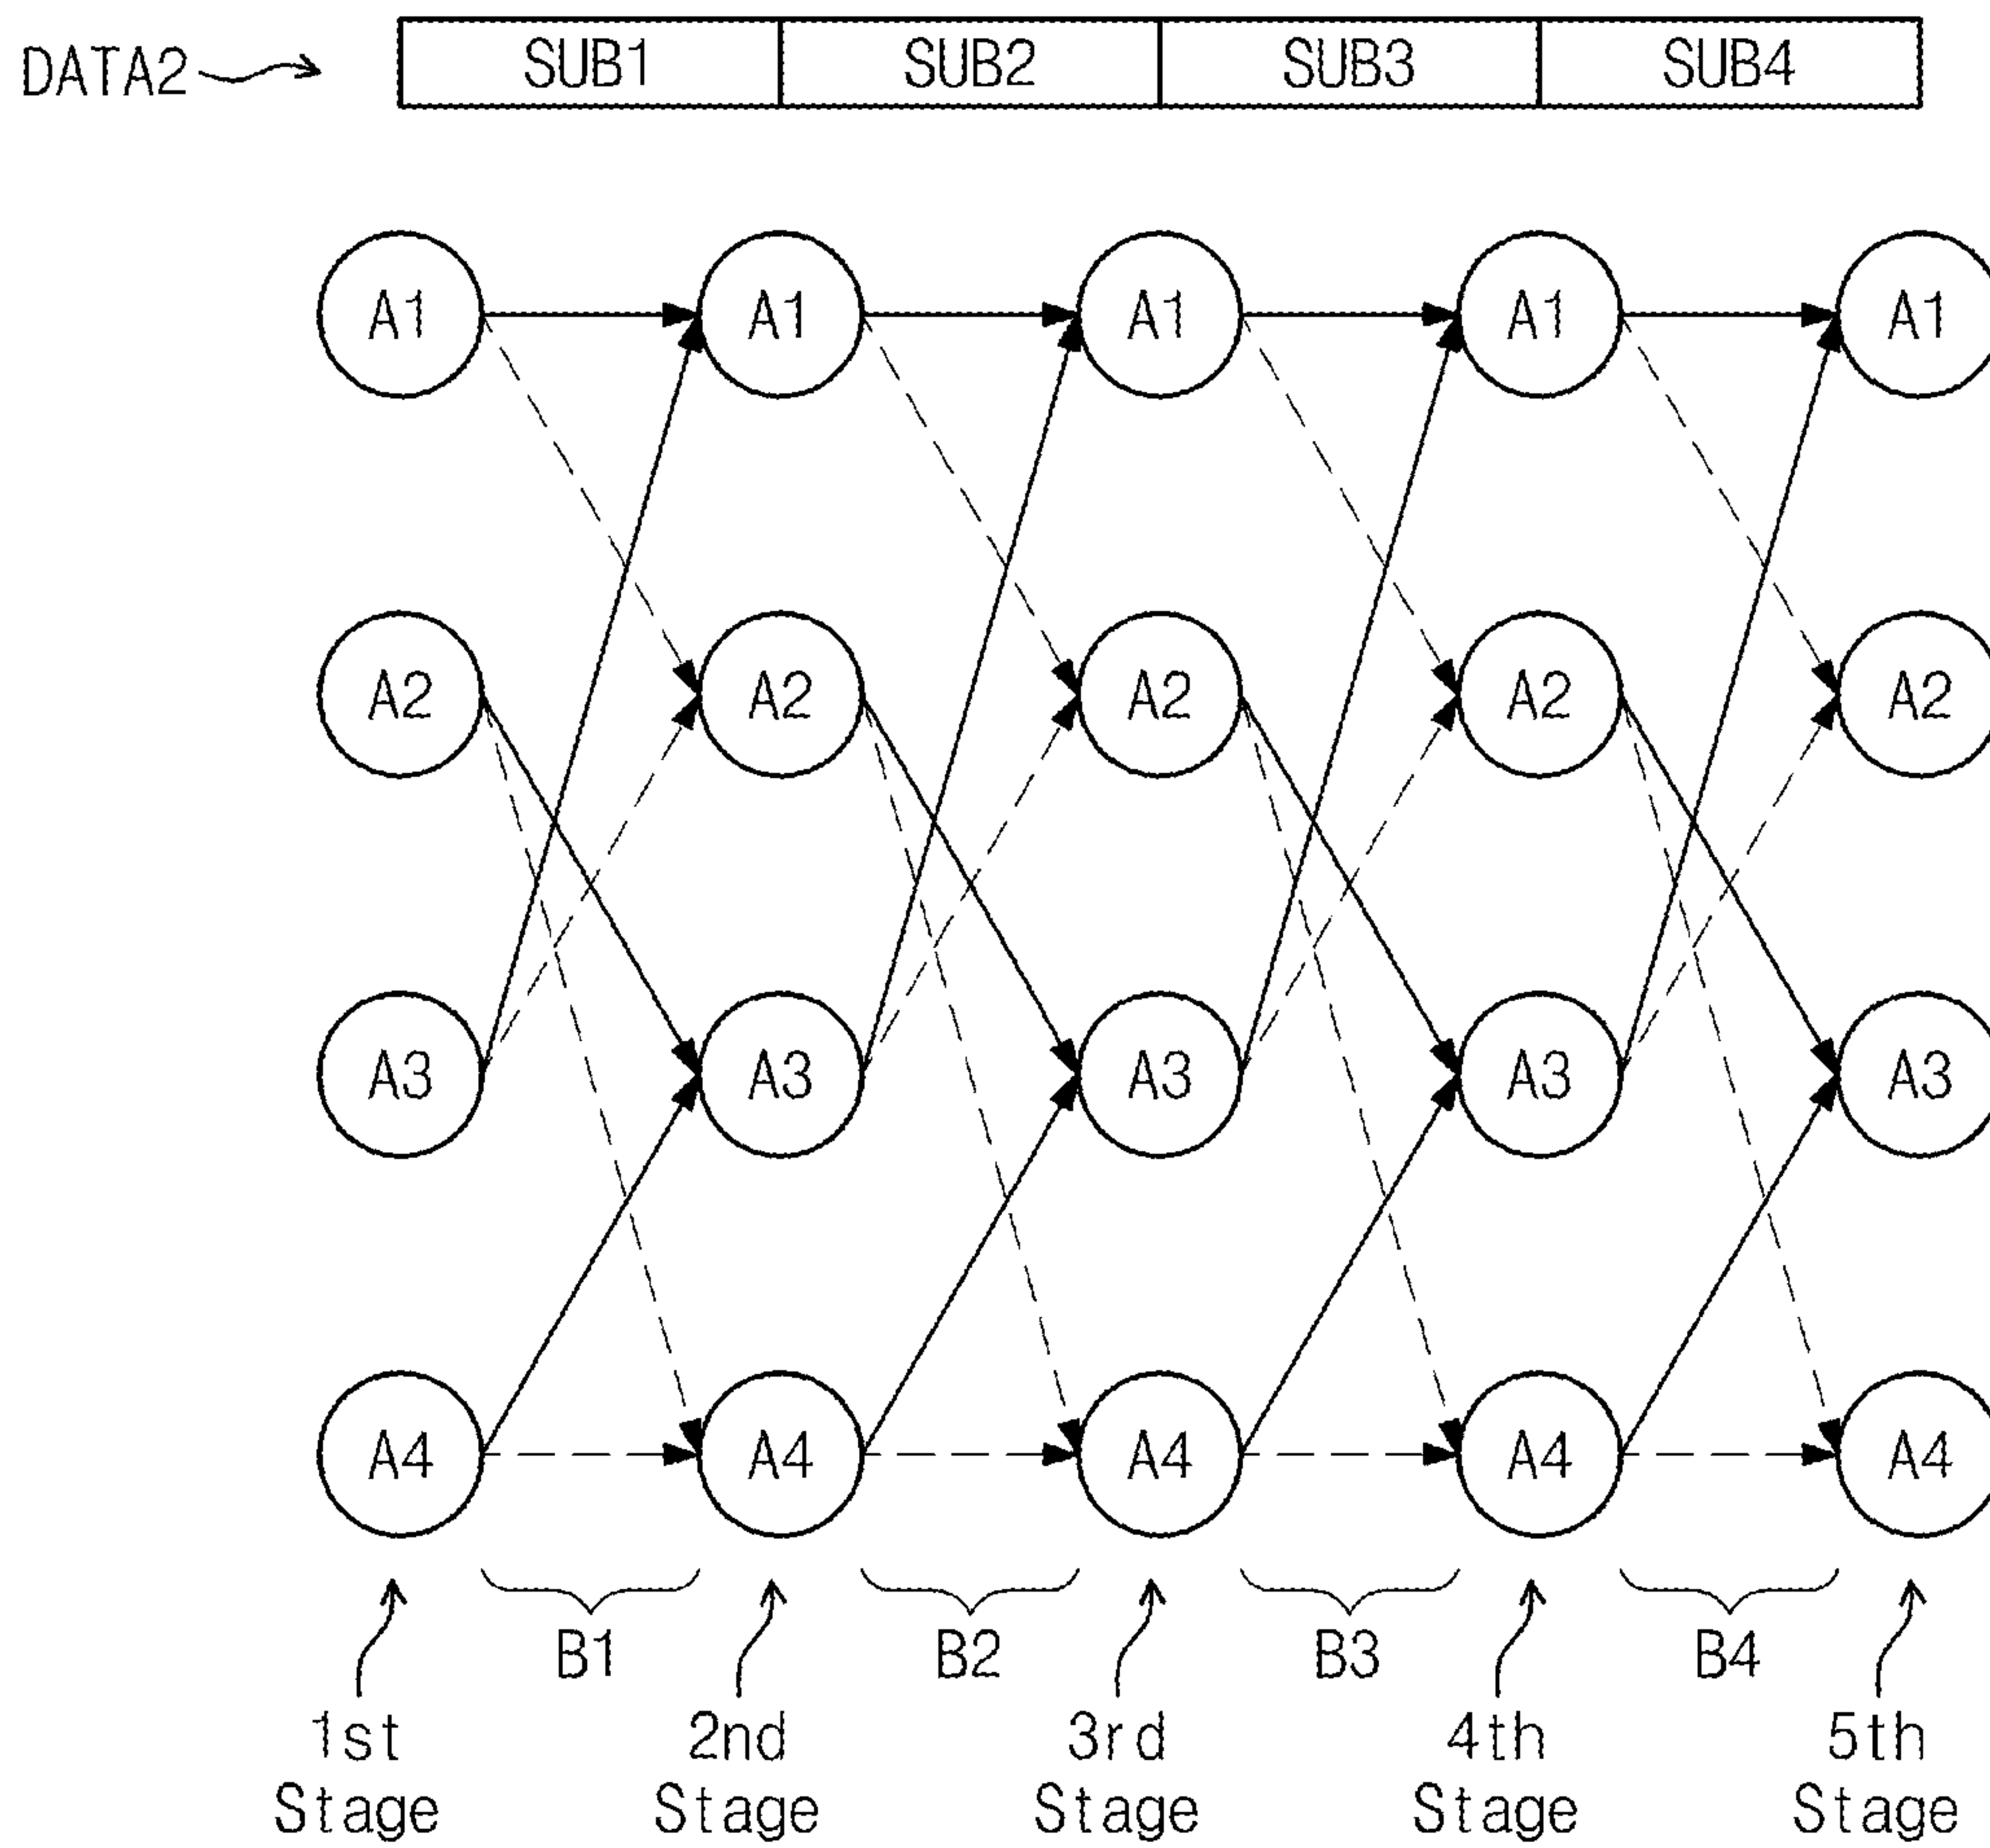 DATA2 SUB1 SUB2 SUB3 SUB4
A1 A1 A1 A1 A1
A2 A2 A2 A2 A2
A3 A3 A3 A3 A3
A4 A4 A4 A4 A4
B1 B2 B3 B4
1st 2nd 3rd 4th 5th
Stage Stage Stage Stage Stage